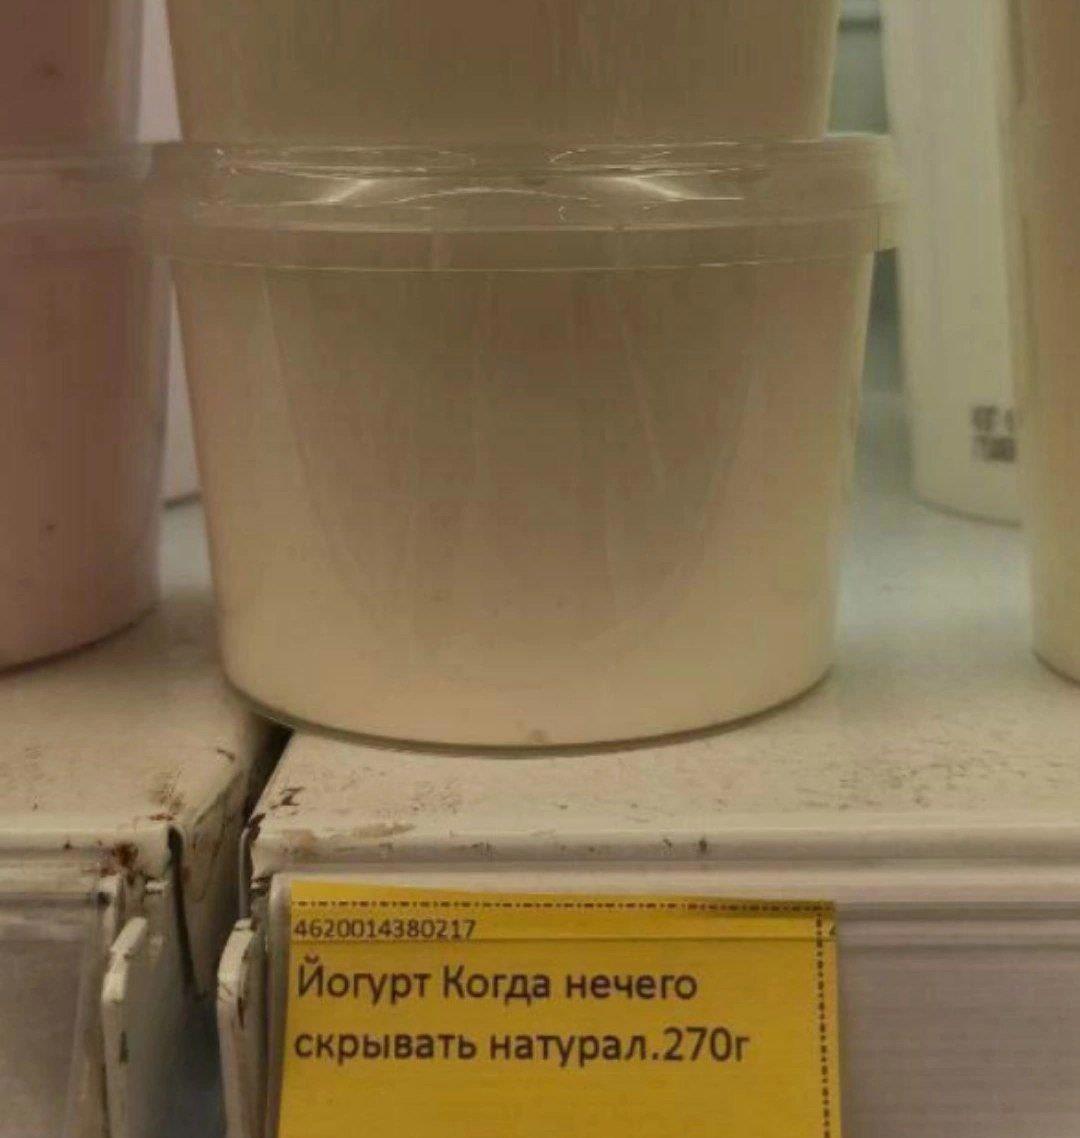 4620014380217
Йогурт Когда нечего
скрывать натурал.270г